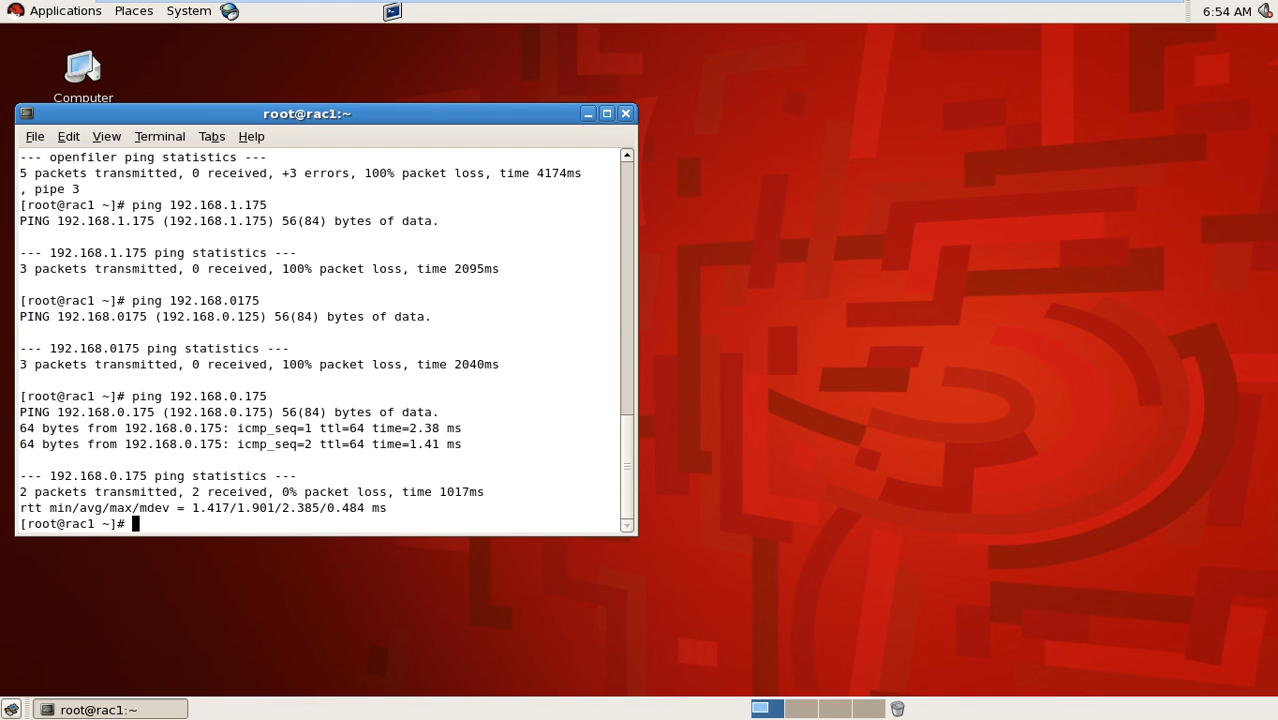 Applications Places System 6:54 AM
Computer
root@rac1:~
File Edit View Terminal Tabs Help
--- openfiler ping statistics ---
5 packets transmitted, 0 received, +3 errors, 100% packet loss, time 4174ms
, pipe 3
[root@rac1 ~]# ping 192.168.1.175
PING 192.168.1.175 (192.168.1.175) 56(84) bytes of data.
--- 192.168.1.175 ping statistics ---
3 packets transmitted, 0 received, 100% packet loss, time 2095ms
[root@rac1 ~]# ping 192.168.0175
PING 192.168.0175 (192.168.0.125) 56(84) bytes of data.
--- 192.168.0175 ping statistics ---
3 packets transmitted, 0 received, 100% packet loss, time 2040ms
[root@rac1 ~]# ping 192.168.0.175
PING 192.168.0.175 (192.168.0.175) 56(84) bytes of data.
64 bytes from 192.168.0.175: icmp_seq=1 ttl=64 time=2.38 ms
64 bytes from 192.168.0.175: icmp_seq=2 ttl=64 time=1.41 ms
--- 192.168.0.175 ping statistics ---
2 packets transmitted, 2 received, 0% packet loss, time 1017ms
rtt min/avg/max/mdev = 1.417/1.901/2.385/0.484 ms
[root@rac1 ~]#
root@rac1:~